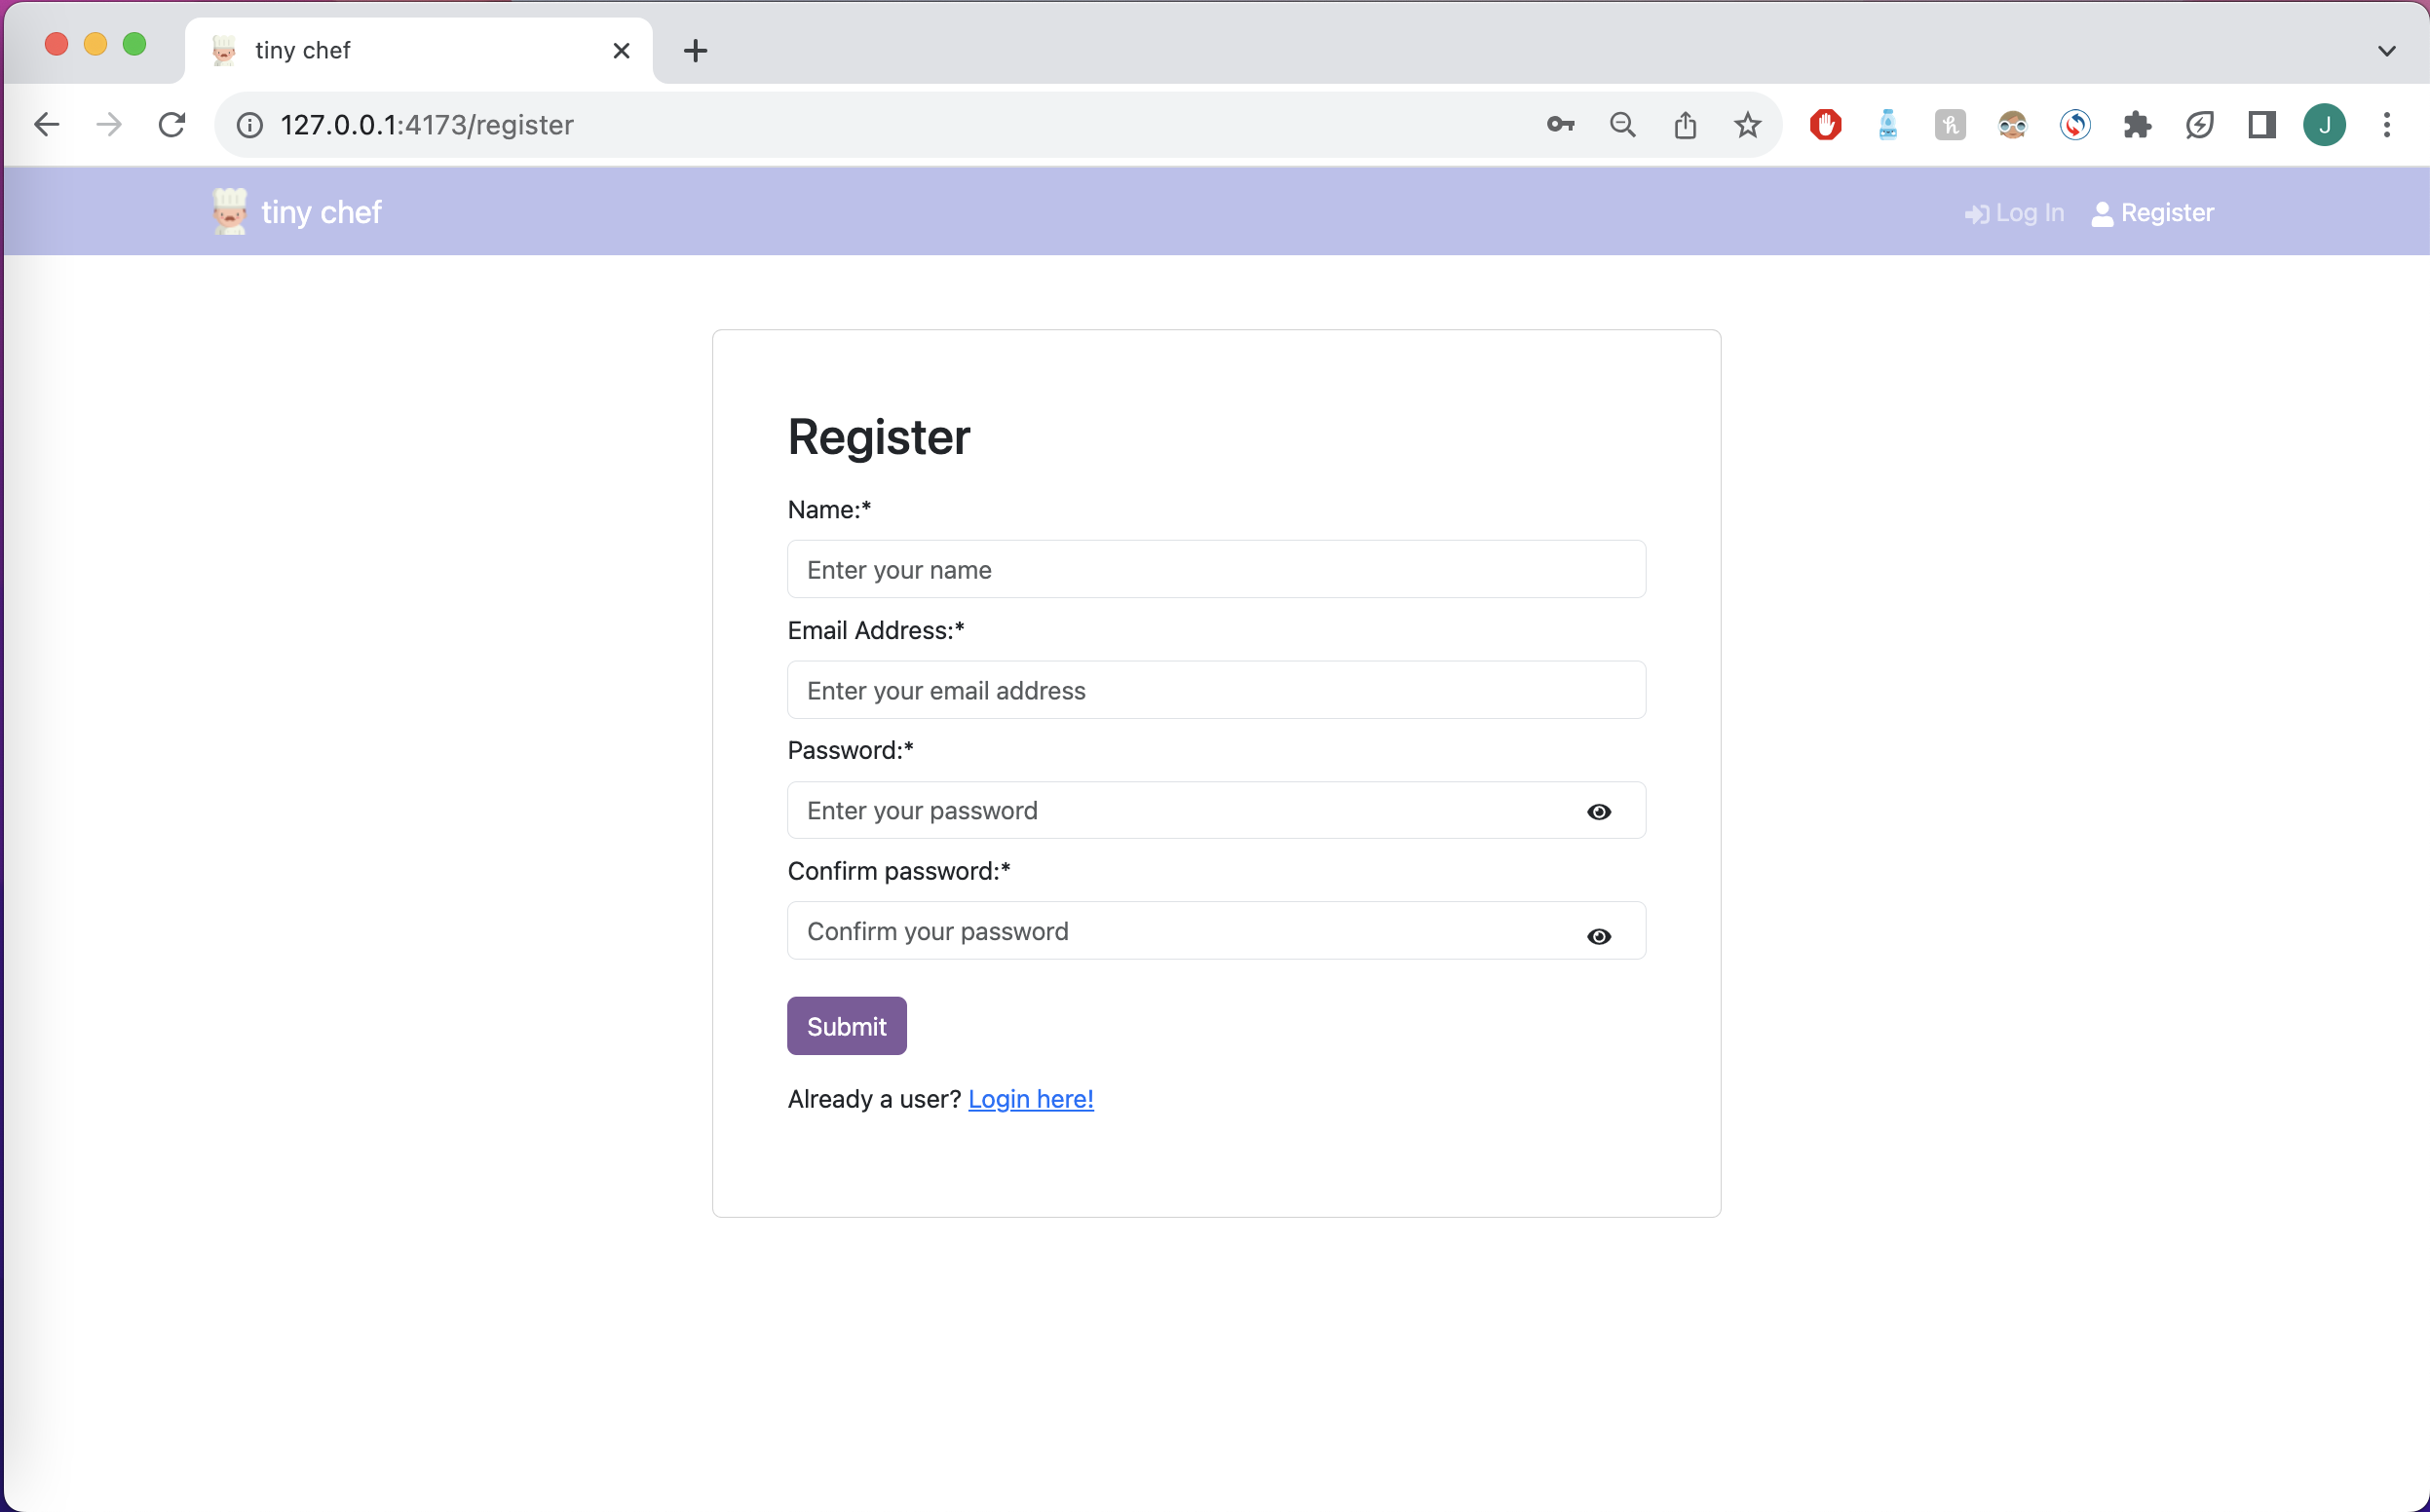 tiny chef
127.0.0.1:4173/register
J
tiny chef
Log In
Register
Register
Name:*
Enter your name
Email Address:*
Enter your email address
Password:*
Enter your password
Confirm password:*
Confirm your password
Submit
Already a user? Login here!